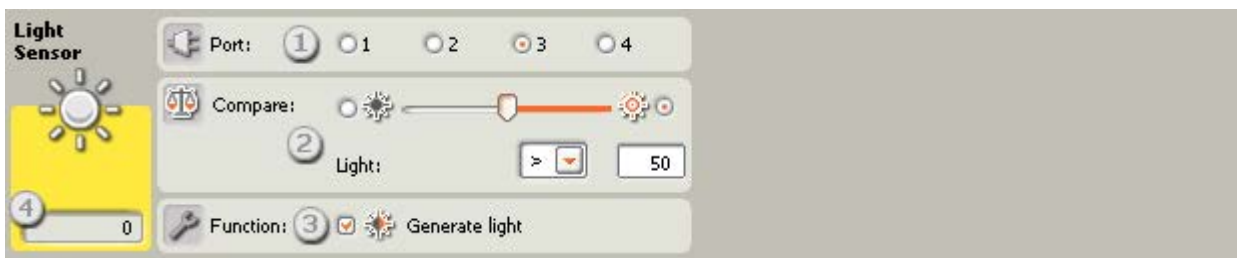 Light
Sensor
Port: 1 1 2 3 4
Compare:
2
Light: > 50
4
0
Function: 3 Generate light